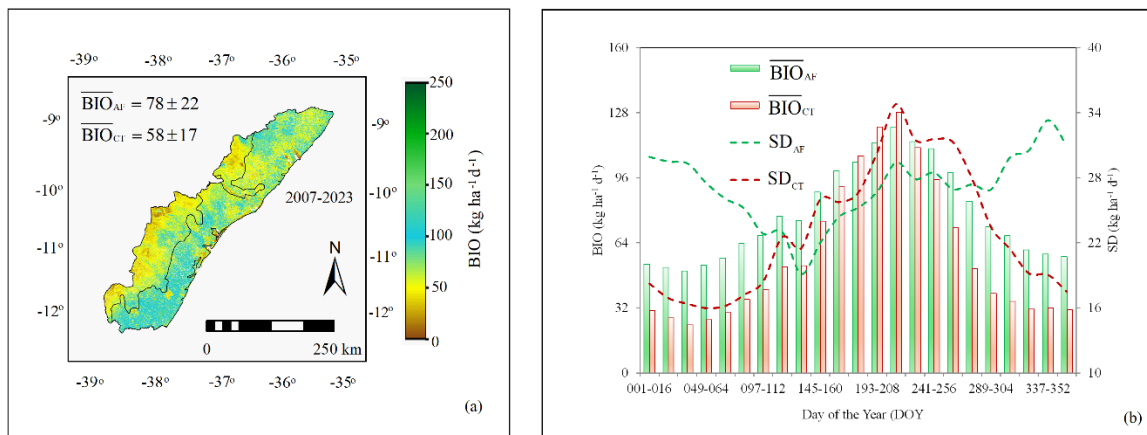 -39° -38° -37° -36° -35°
BIO_AF = 78±22
BIO_CT = 58±17
-9° -9°
-10° -10°
2007-2023
-11° -11°
-12° -12°
N
0 250 km
-39° -38° -37° -36° -35°
250
200
150
100
50
0
BIO (kg ha⁻¹ d⁻¹)
(a)
160
128
96
64
32
0
BIO (kg ha⁻¹ d⁻¹)
BIO_AF
BIO_CT
SD_AF
SD_CT
40
34
28
22
16
10
SD (kg ha⁻¹ d⁻¹)
001-016 049-064 097-112 145-160 193-208 241-256 289-304 337-352
Day of the Year (DOY
(b)